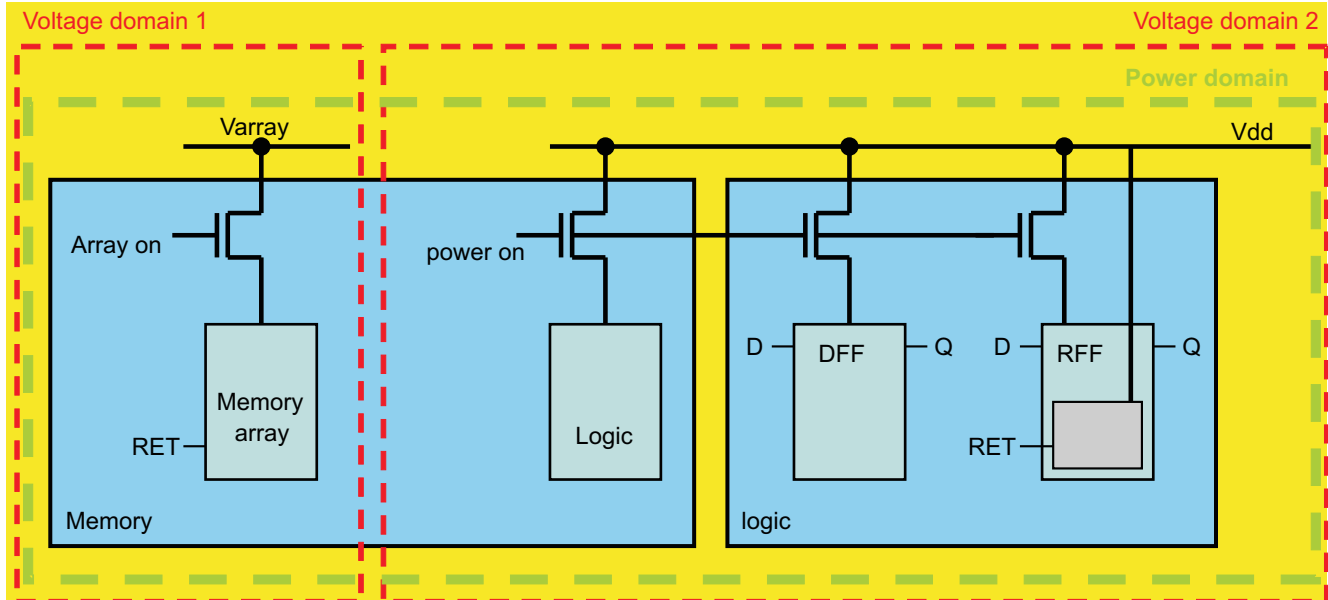 Voltage domain 1
Voltage domain 2
Power domain
Varray
Vdd
Array on
power on
D
DFF
Q
D
RFF
Q
Memory
array
RET
Logic
RET
Memory
logic